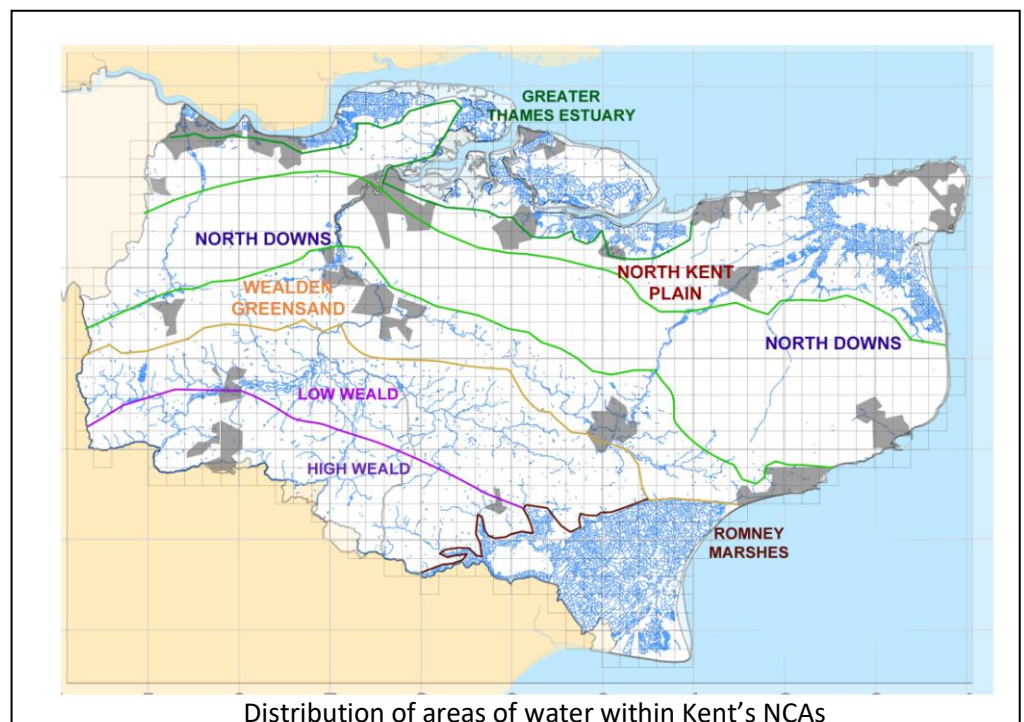 GREATER
THAMES ESTUARY
NORTH DOWNS
WEALDEN
GREENSAND
NORTH KENT
PLAIN
NORTH DOWNS
LOW WEALD
HIGH WEALD
ROMNEY
MARSHES
Distribution of areas of water within Kent's NCAs